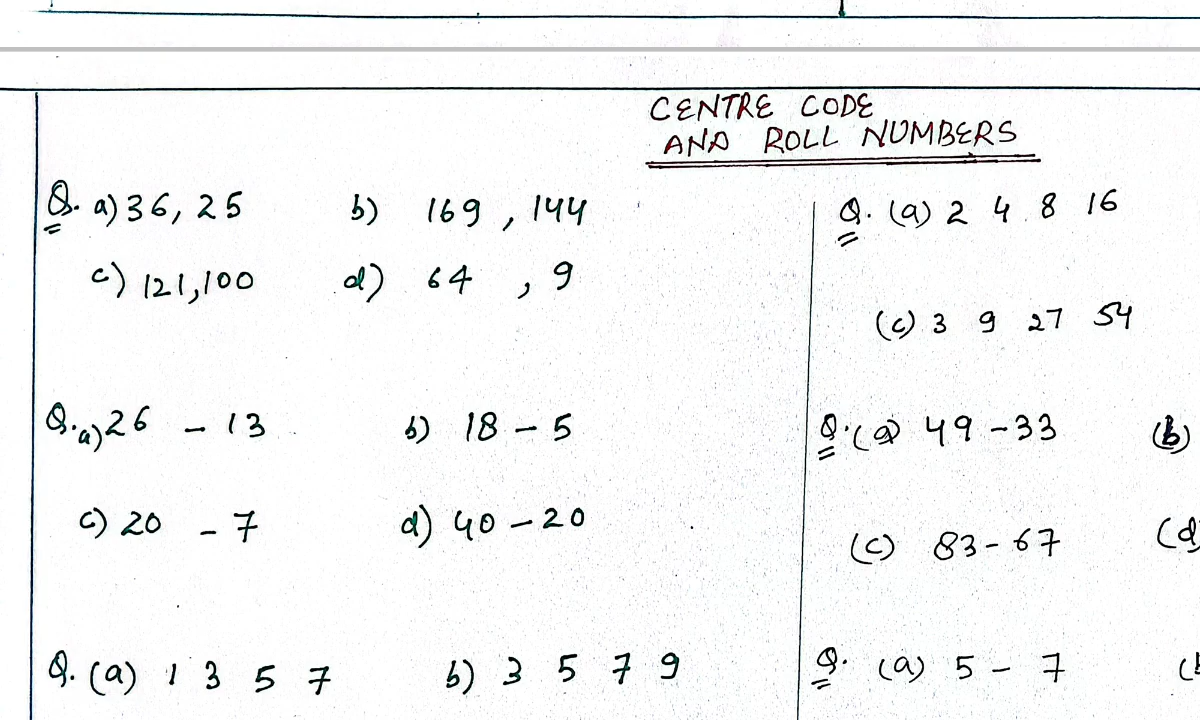 CENTRE CODE
AND ROLL NUMBERS
Q. a) 36, 25 b) 169, 144
c) 121, 100 d) 64, 9
Q. a) 26 - 13 b) 18 - 5
c) 20 - 7 d) 40 - 20
Q. (a) 1 3 5 7 b) 3 5 7 9
Q. (a) 2 4 8 16
(c) 3 9 27 54
Q. (a) 49 - 33 (b)
(c) 83 - 67 (d
Q. (a) 5 - 7